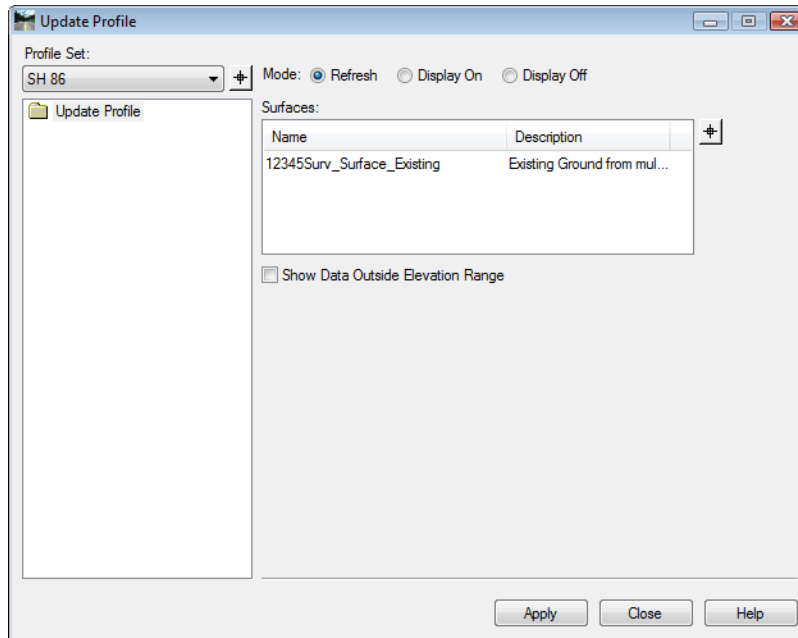 Update Profile
Profile Set:
SH 86
Mode: Refresh Display On Display Off
Update Profile
Surfaces:
Name Description
12345Surv_Surface_Existing Existing Ground from mul...
Show Data Outside Elevation Range
Apply Close Help